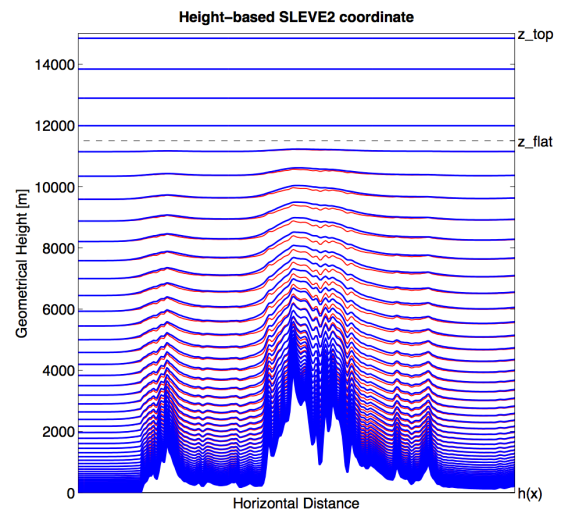 Height-based SLEVE2 coordinate
z_top
14000
12000
z_flat
10000
Geometrical Height [m]
8000
6000
4000
2000
0
h(x)
Horizontal Distance